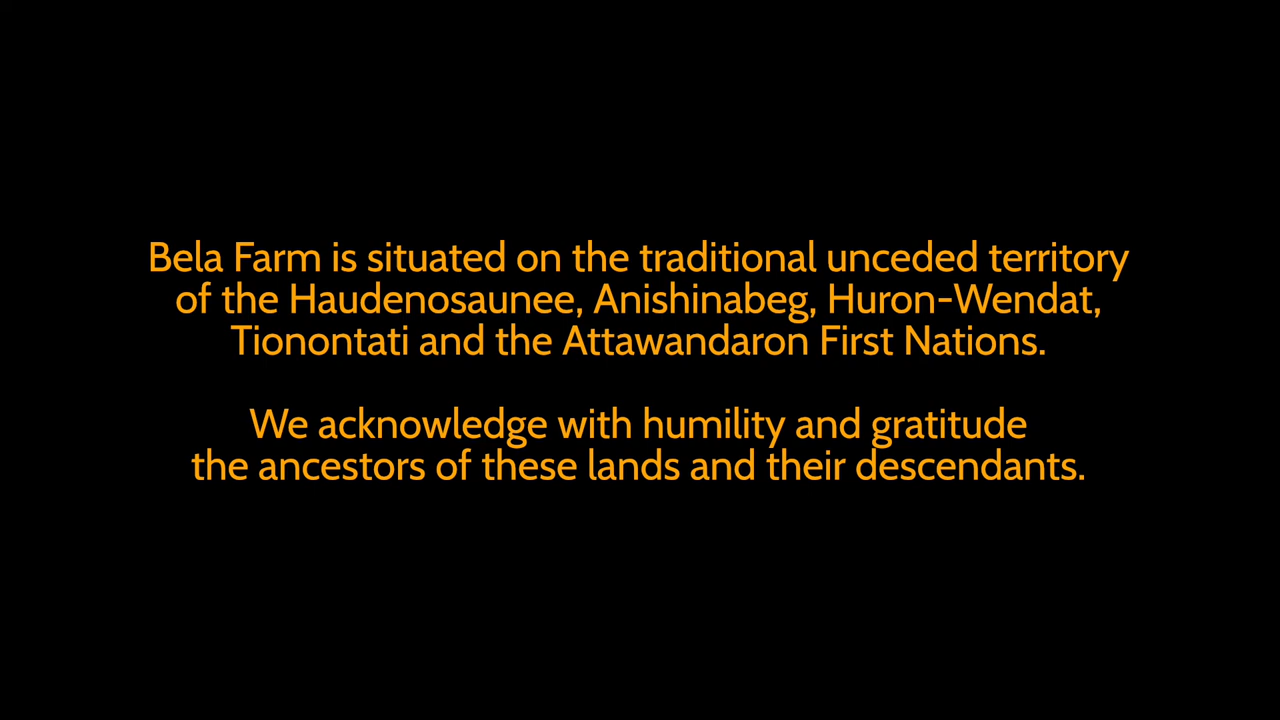 Bela Farm is situated on the traditional unceded territory
of the Haudenosaunee, Anishinabeg, Huron-Wendat,
Tionontati and the Attawandaron First Nations.
We acknowledge with humility and gratitude
the ancestors of these lands and their descendants.